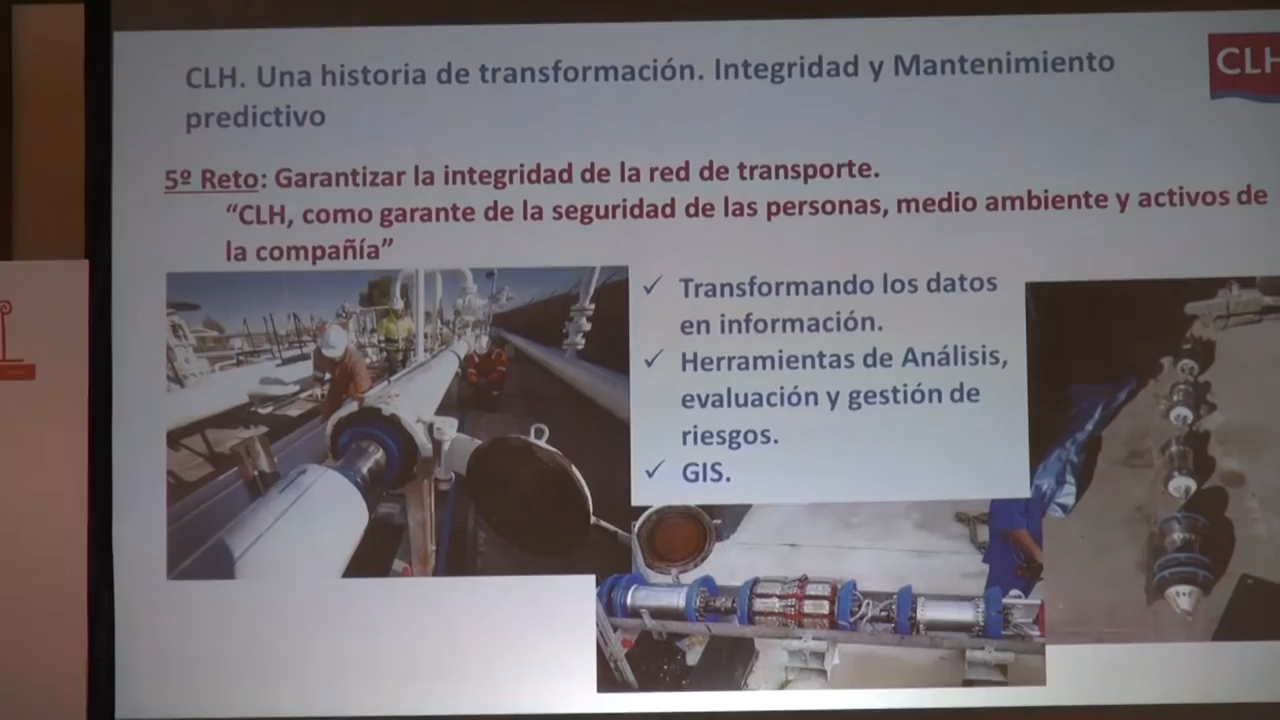 CLH. Una historia de transformación. Integridad y Mantenimiento
predictivo
CLH
5º Reto: Garantizar la integridad de la red de transporte.
“CLH, como garante de la seguridad de las personas, medio ambiente y activos de
la compañía”
✓ Transformando los datos
en información.
✓ Herramientas de Análisis,
evaluación y gestión de
riesgos.
✓ GIS.